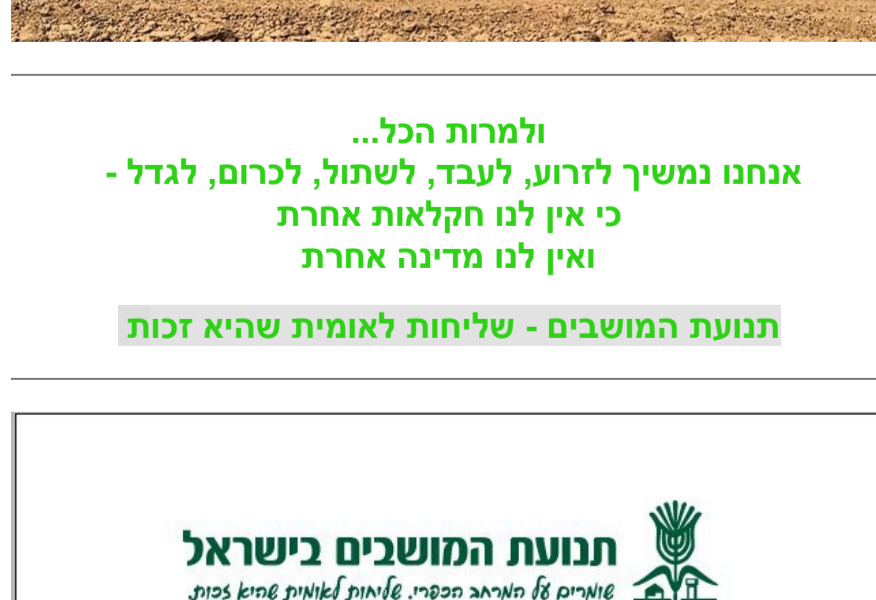 ולמרות הכל...
אנחנו נמשיך לזרוע, לעבד, לשתול, לכרום, לגדל -
כי אין לנו חקלאות אחרת
ואין לנו מדינה אחרת
תנועת המושבים - שליחות לאומית שהיא זכות
תנועת המושבים בישראל
שומרים על המרחב הכפרי. שליחות לאומית שהיא זכות.